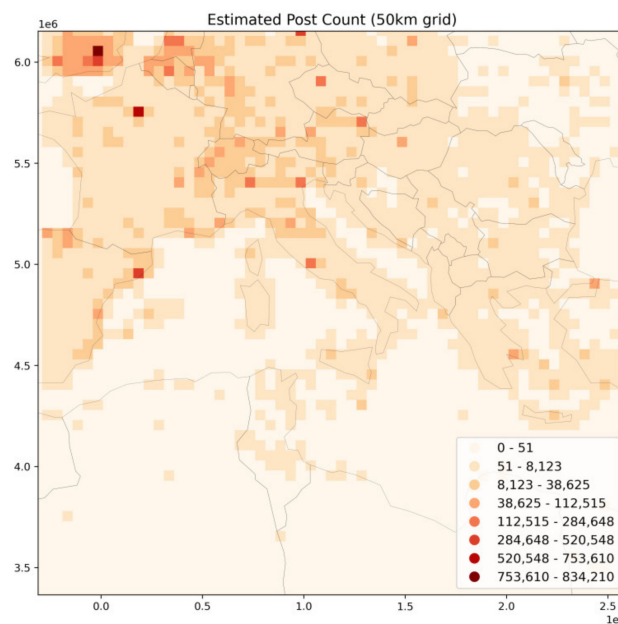 Estimated Post Count (50km grid)
1e6
6.0
5.5
5.0
4.5
4.0
3.5
0 - 51
51 - 8,123
8,123 - 38,625
38,625 - 112,515
112,515 - 284,648
284,648 - 520,548
520,548 - 753,610
753,610 - 834,210
0.0 0.5 1.0 1.5 2.0 2.5